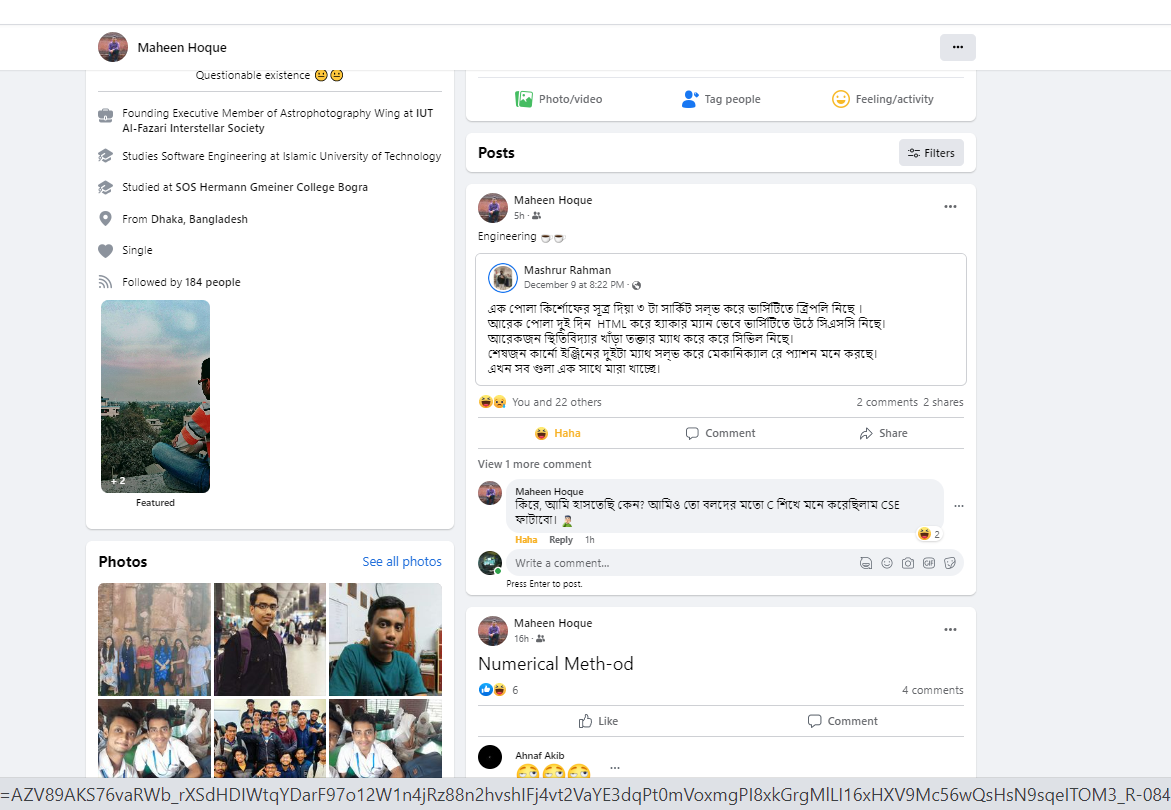 Maheen Hoque
Questionable existence
Founding Executive Member of Astrophotography Wing at IUT
Al-Fazari Interstellar Society
Studies Software Engineering at Islamic University of Technology
Studied at SOS Hermann Gmeiner College Bogra
From Dhaka, Bangladesh
Single
Followed by 184 people
+ 2
Featured
Photos
See all photos
Photo/video
Tag people
Feeling/activity
Posts
Filters
Maheen Hoque
5h ·
Engineering ☕☕
Mashrur Rahman
December 9 at 8:22 PM ·
এক পোলা কির্শোফের সূত্র দিয়া ৩ টা সার্কিট সল্ভ করে ভার্সিটিতে ত্রিপলি নিছে ।
আরেক পোলা দুই দিন HTML করে হ্যাকার ম্যান ভেবে ভার্সিটিতে উঠে সিএসসি নিছে।
আরেকজন স্থিতিবিদ্যার খাঁড়া তক্তার ম্যাথ করে করে সিভিল নিছে।
শেষজন কার্নো ইঞ্জিনের দুইটা ম্যাথ সল্ভ করে মেকানিক্যাল রে প্যাশন মনে করছে।
এখন সব গুলা এক সাথে মারা খাচ্ছে।
You and 22 others
2 comments 2 shares
Haha
Comment
Share
View 1 more comment
Maheen Hoque
কিরে, আমি হাসতেছি কেন? আমিও তো বলদের মতো C শিখে মনে করেছিলাম CSE
ফাটাবো।
2
Haha Reply 1h
Write a comment...
GIF
Press Enter to post.
Maheen Hoque
16h ·
Numerical Meth-od
6
4 comments
Like
Comment
Ahnaf Akib
=AZV89AKS76vaRWb_rXSdHDIWtqYDarF97o12W1n4jRz88n2hvshIFj4vt2VaYE3dqPt0mVoxmgPI8xkGrgMlLI16xHXV9Mc56wQsHsN9sqeITOM3_R-084